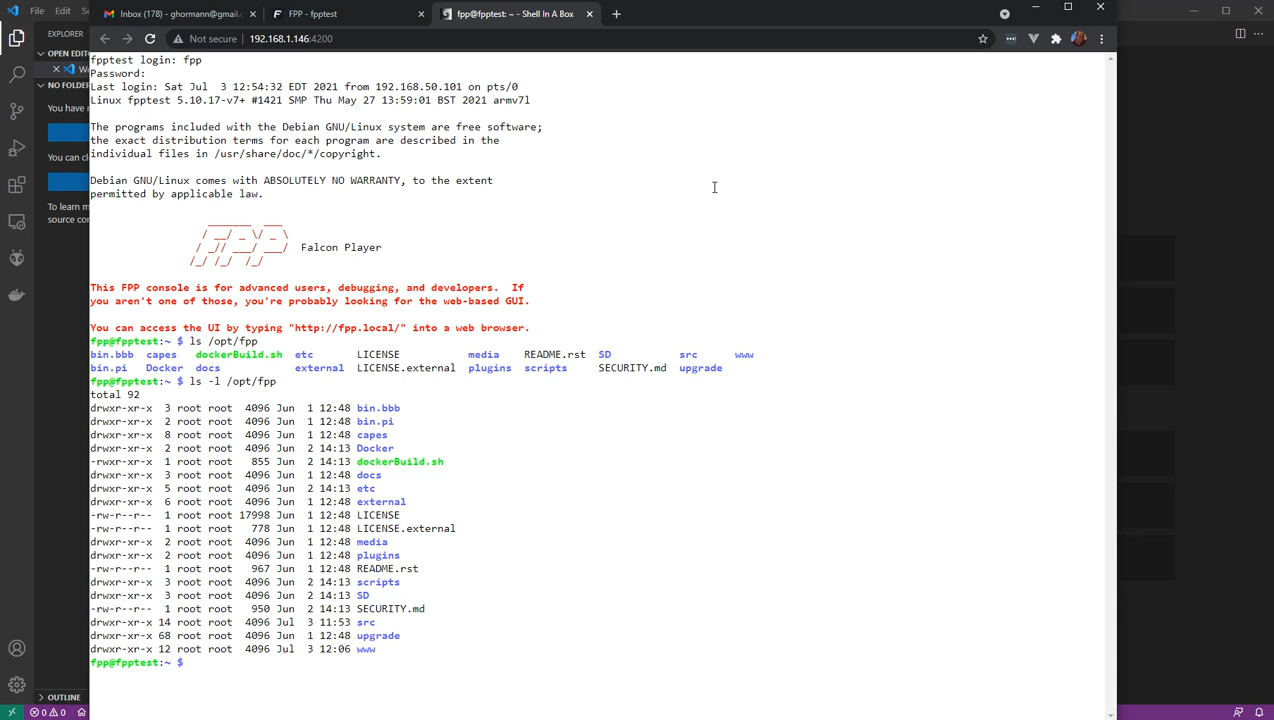 File Ed
Inbox (178) - ghormann@gmail.c
FPP - fpptest
fpp@fpptest: ~ - Shell In A Box
Not secure 192.168.1.146:4200
EXPLORER
OPEN EDIT
NO FOLDER
You have
You can cl
To learn m
source con
OUTLINE
0 0
fpptest login: fpp
Password:
Last login: Sat Jul  3 12:54:32 EDT 2021 from 192.168.50.101 on pts/0
Linux fpptest 5.10.17-v7+ #1421 SMP Thu May 27 13:59:01 BST 2021 armv7l
The programs included with the Debian GNU/Linux system are free software;
the exact distribution terms for each program are described in the
individual files in /usr/share/doc/*/copyright.
Debian GNU/Linux comes with ABSOLUTELY NO WARRANTY, to the extent
permitted by applicable law.
FPP
Falcon Player
This FPP console is for advanced users, debugging, and developers.  If
you aren't one of those, you're probably looking for the web-based GUI.
You can access the UI by typing "http://fpp.local/" into a web browser.
fpp@fpptest:~ $ ls /opt/fpp
bin.bbb capes dockerBuild.sh etc LICENSE media README.rst SD src www
bin.pi Docker docs external LICENSE.external plugins scripts SECURITY.md upgrade
fpp@fpptest:~ $ ls -l /opt/fpp
total 92
drwxr-xr-x  3 root root  4096 Jun  1 12:48 bin.bbb
drwxr-xr-x  2 root root  4096 Jun  1 12:48 bin.pi
drwxr-xr-x  8 root root  4096 Jun  1 12:48 capes
drwxr-xr-x  2 root root  4096 Jun  2 14:13 Docker
-rwxr-xr-x  1 root root   855 Jun  2 14:13 dockerBuild.sh
drwxr-xr-x  3 root root  4096 Jun  1 12:48 docs
drwxr-xr-x  5 root root  4096 Jun  2 14:13 etc
drwxr-xr-x  6 root root  4096 Jun  1 12:48 external
-rw-r--r--  1 root root 17998 Jun  1 12:48 LICENSE
-rw-r--r--  1 root root   778 Jun  1 12:48 LICENSE.external
drwxr-xr-x  2 root root  4096 Jun  1 12:48 media
drwxr-xr-x  2 root root  4096 Jun  1 12:48 plugins
-rw-r--r--  1 root root   967 Jun  1 12:48 README.rst
drwxr-xr-x  3 root root  4096 Jun  2 14:13 scripts
drwxr-xr-x  3 root root  4096 Jun  2 14:13 SD
-rw-r--r--  1 root root   950 Jun  2 14:13 SECURITY.md
drwxr-xr-x 14 root root  4096 Jul  3 11:53 src
drwxr-xr-x 68 root root  4096 Jun  1 12:48 upgrade
drwxr-xr-x 12 root root  4096 Jul  3 12:06 www
fpp@fpptest:~ $